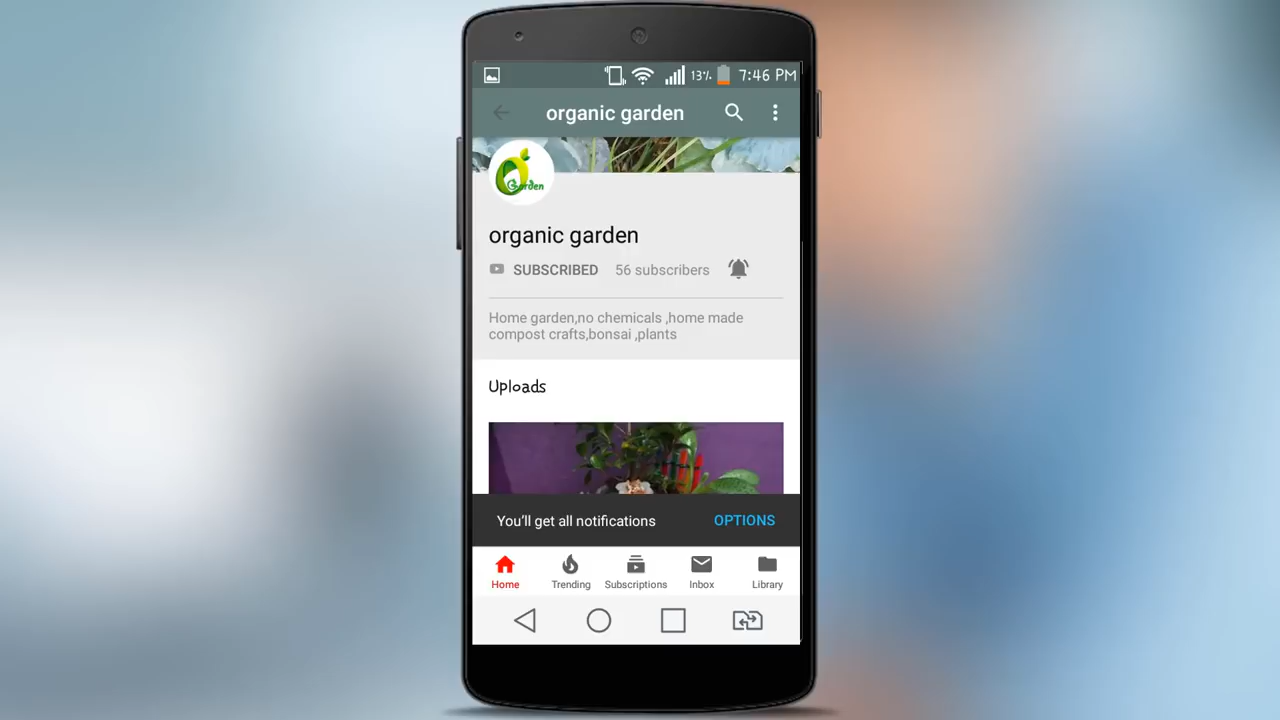 13% 7:46 PM
organic garden
Garden
organic garden
SUBSCRIBED 56 subscribers
Home garden,no chemicals ,home made
compost crafts,bonsai ,plants
Uploads
You'll get all notifications OPTIONS
Home Trending Subscriptions Inbox Library